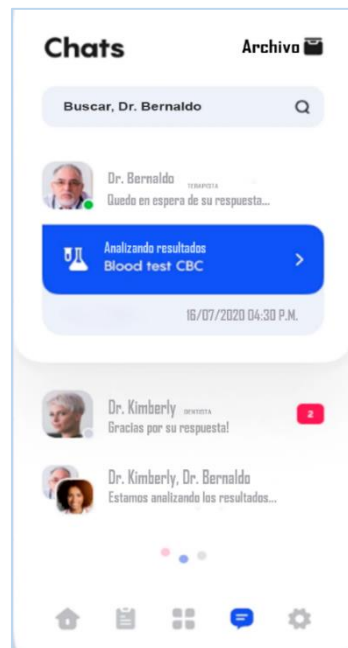 Chats
Archivo
Buscar, Dr. Bernaldo
Dr. Bernaldo TERAPISTA
Quedo en espera de su respuesta...
Analizando resultados
Blood test CBC
16/07/2020 04:30 P.M.
Dr. Kimberly DENTISTA
Gracias por su respuesta!
2
Dr. Kimberly, Dr. Bernaldo
Estamos analizando los resultados...